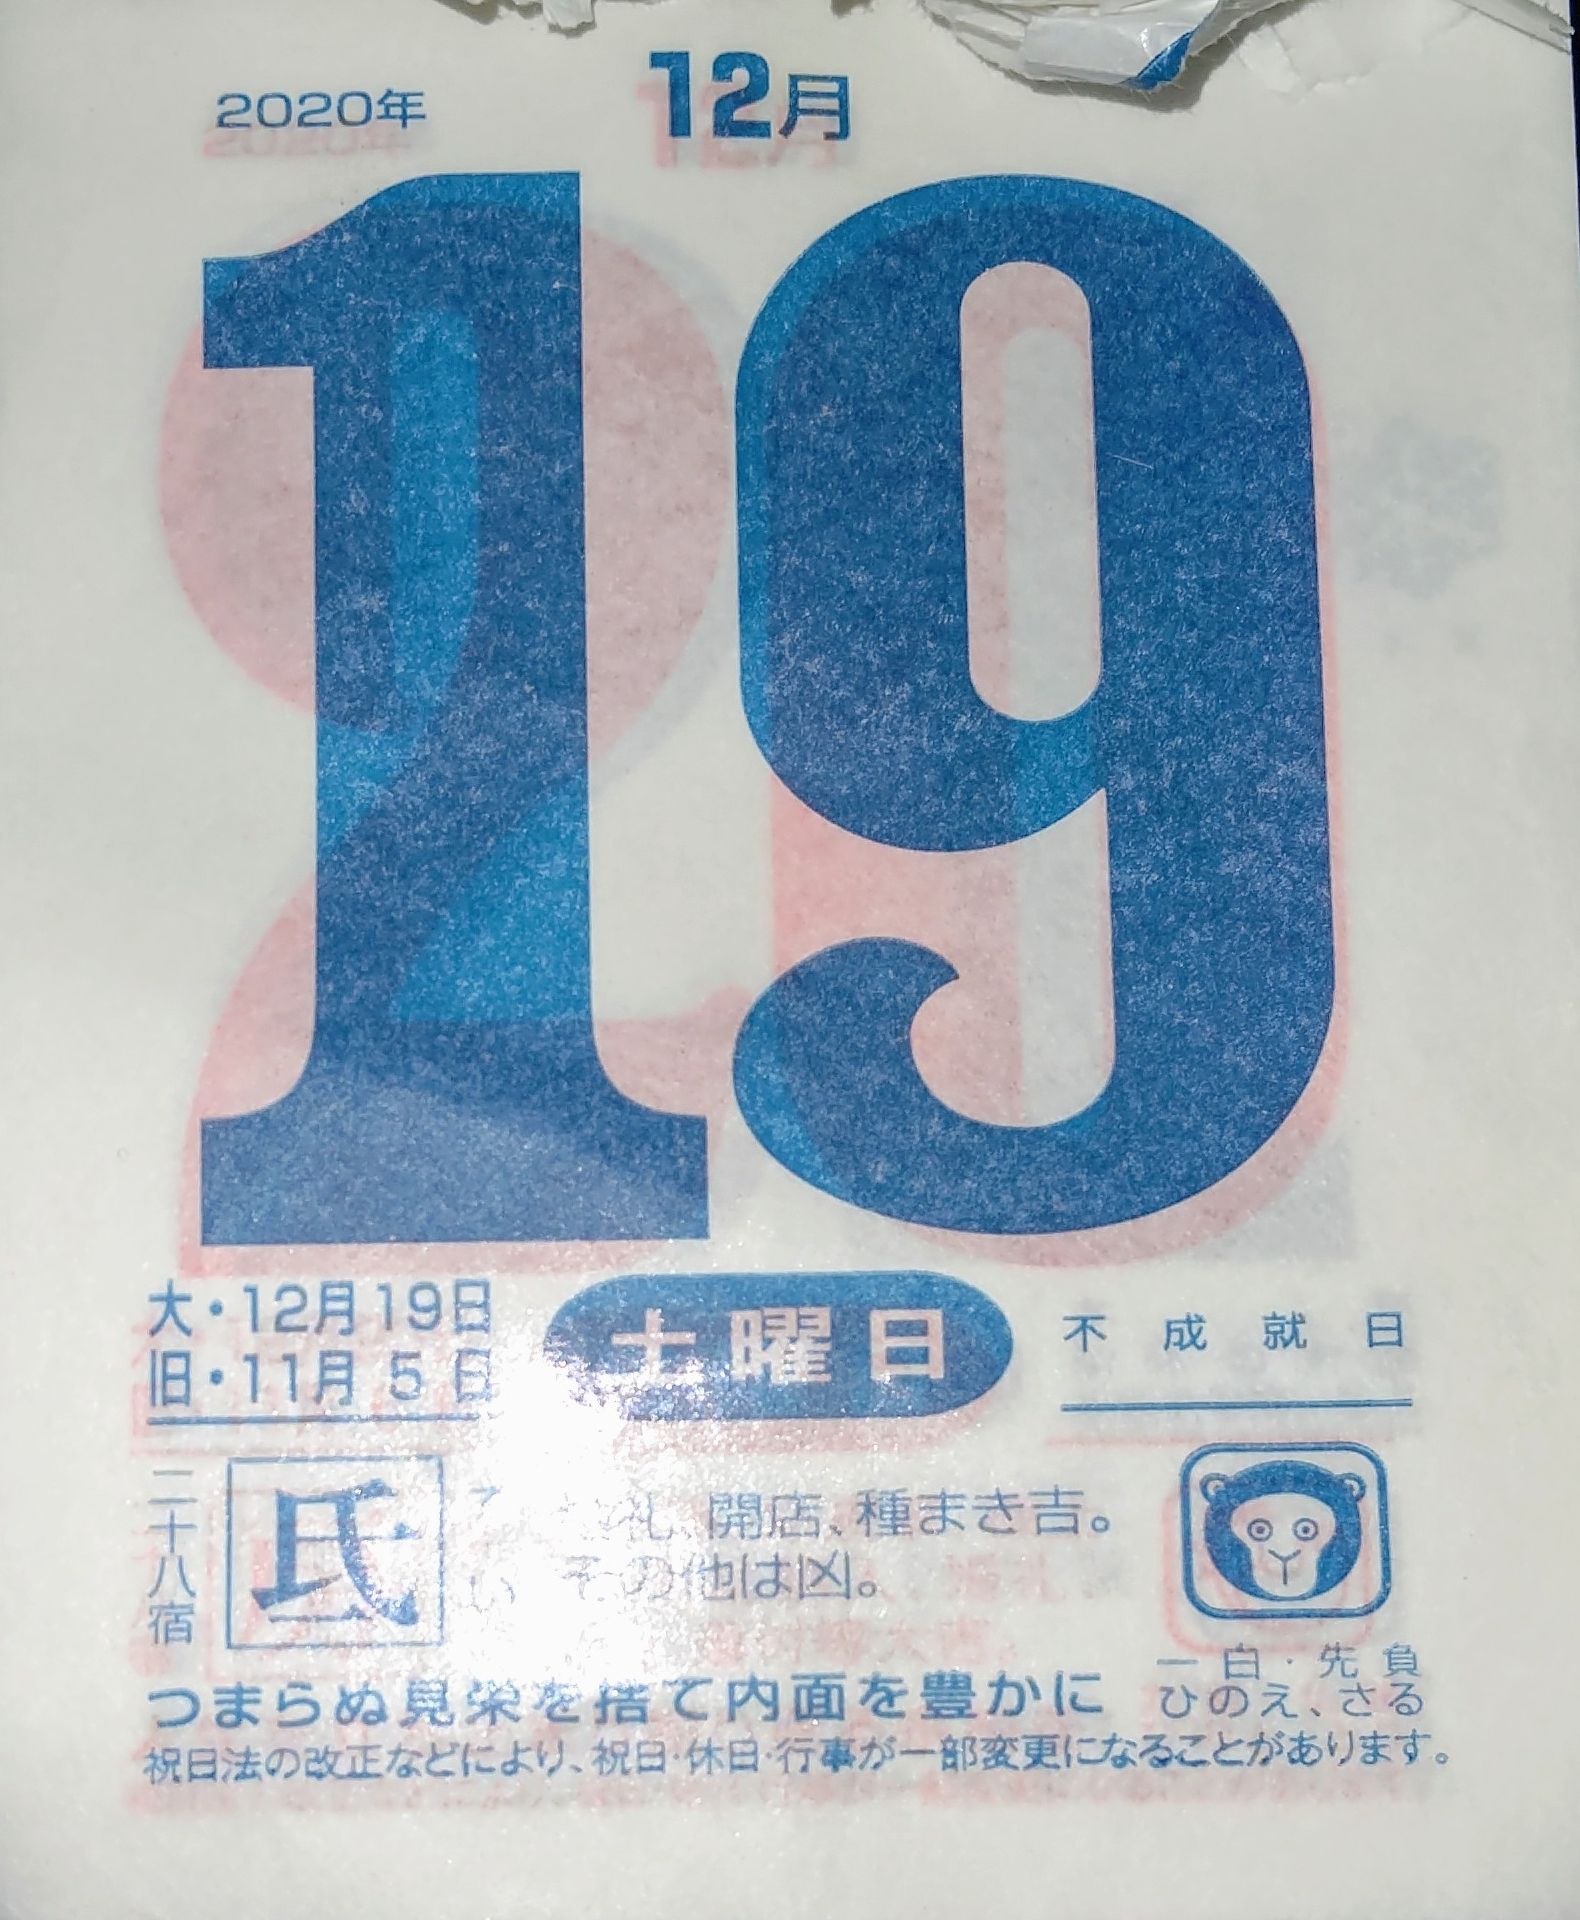 2020年
12月
19
大・12月19日
旧・11月 5 日
土曜日
不成就日
二十八宿
氐
開店、種まき吉。
その他は凶。
一白・先負
ひのえ、さる
つまらぬ見栄を捨て内面を豊かに
祝日法の改正などにより、祝日・休日・行事が一部変更になることがあります。